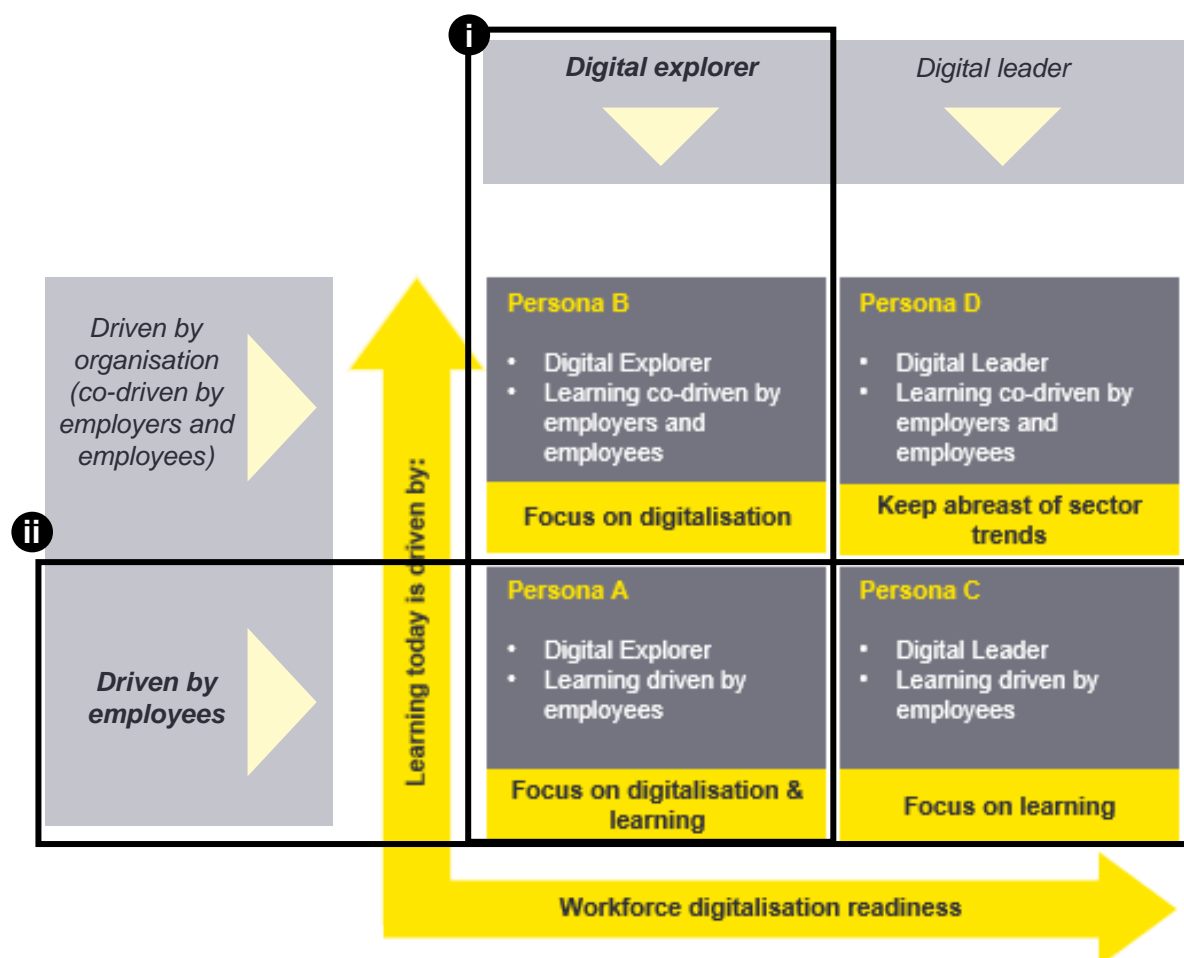 i
Digital explorer
Digital leader
Driven by
organisation
(co-driven by
employers and
employees)
Learning today is driven by:
Persona B
• Digital Explorer
• Learning co-driven by
employers and
employees
Focus on digitalisation
Persona D
• Digital Leader
• Learning co-driven by
employers and
employees
Keep abreast of sector
trends
ii
Driven by
employees
Persona A
• Digital Explorer
• Learning driven by
employees
Focus on digitalisation &
learning
Persona C
• Digital Leader
• Learning driven by
employees
Focus on learning
Workforce digitalisation readiness